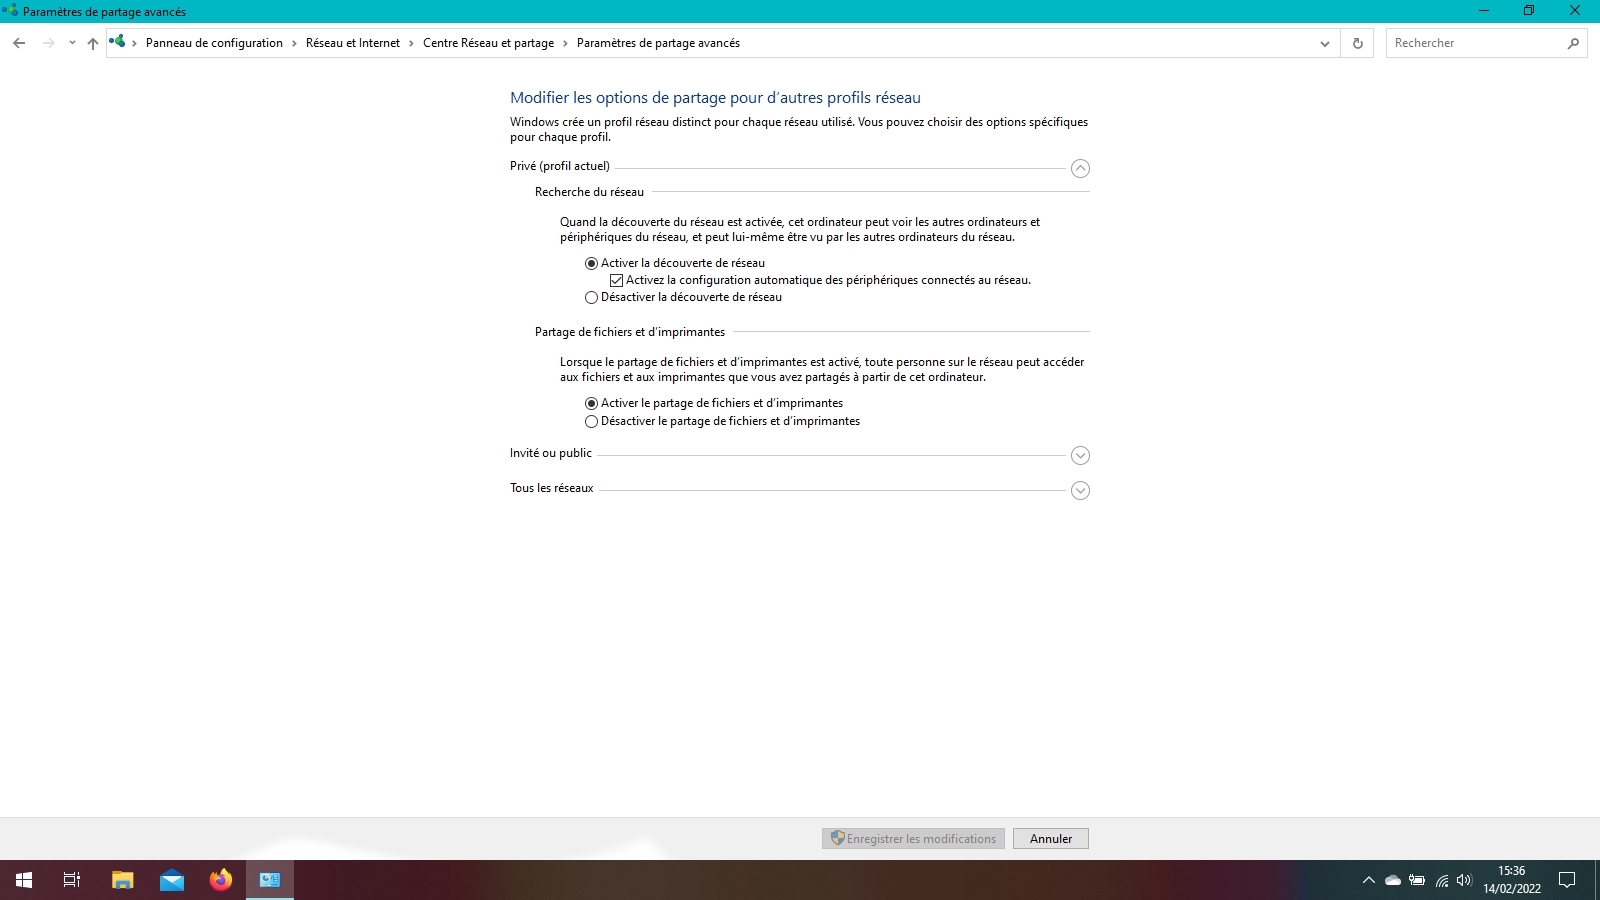 Paramètres de partage avancés
Panneau de configuration > Réseau et Internet > Centre Réseau et partage > Paramètres de partage avancés
Rechercher
Modifier les options de partage pour d'autres profils réseau
Windows crée un profil réseau distinct pour chaque réseau utilisé. Vous pouvez choisir des options spécifiques
pour chaque profil.
Privé (profil actuel)
Recherche du réseau
Quand la découverte du réseau est activée, cet ordinateur peut voir les autres ordinateurs et
périphériques du réseau, et peut lui-même être vu par les autres ordinateurs du réseau.
Activer la découverte de réseau
Activez la configuration automatique des périphériques connectés au réseau.
Désactiver la découverte de réseau
Partage de fichiers et d'imprimantes
Lorsque le partage de fichiers et d'imprimantes est activé, toute personne sur le réseau peut accéder
aux fichiers et aux imprimantes que vous avez partagés à partir de cet ordinateur.
Activer le partage de fichiers et d'imprimantes
Désactiver le partage de fichiers et d'imprimantes
Invité ou public
Tous les réseaux
Enregistrer les modifications
Annuler
15:36
14/02/2022